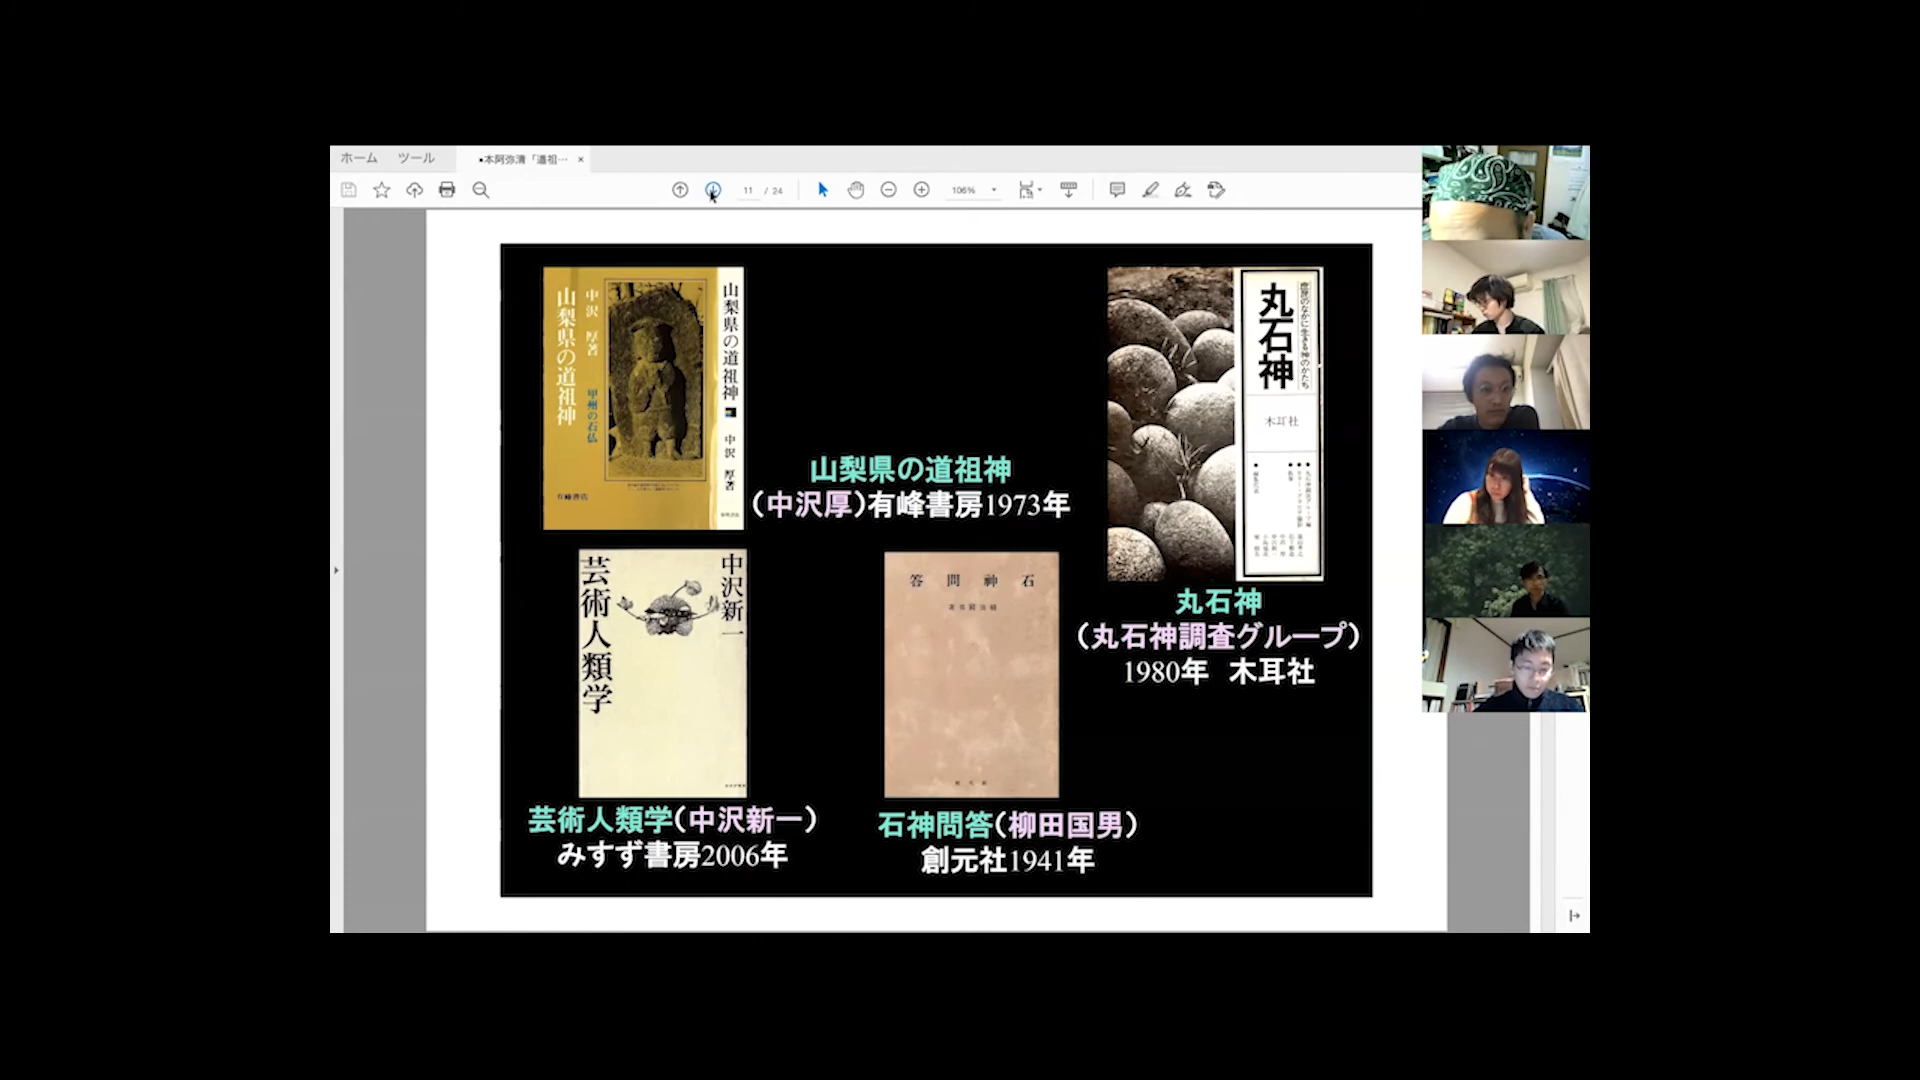 ホーム ツール ▪本阿弥清「道祖…
11 / 24
106%
山梨県の道祖神
中沢 厚著
甲州の石仏
有峰書店
山梨県の道祖神
中沢 厚著
山梨県の道祖神
(中沢厚)有峰書房1973年
丸石神
庶民のなかに生きる神のかたち
木耳社
丸石神
(丸石神調査グループ)
1980年 木耳社
芸術人類学
中沢新一
芸術人類学(中沢新一)
みすず書房2006年
答問神石
石神問答(柳田国男)
創元社1941年